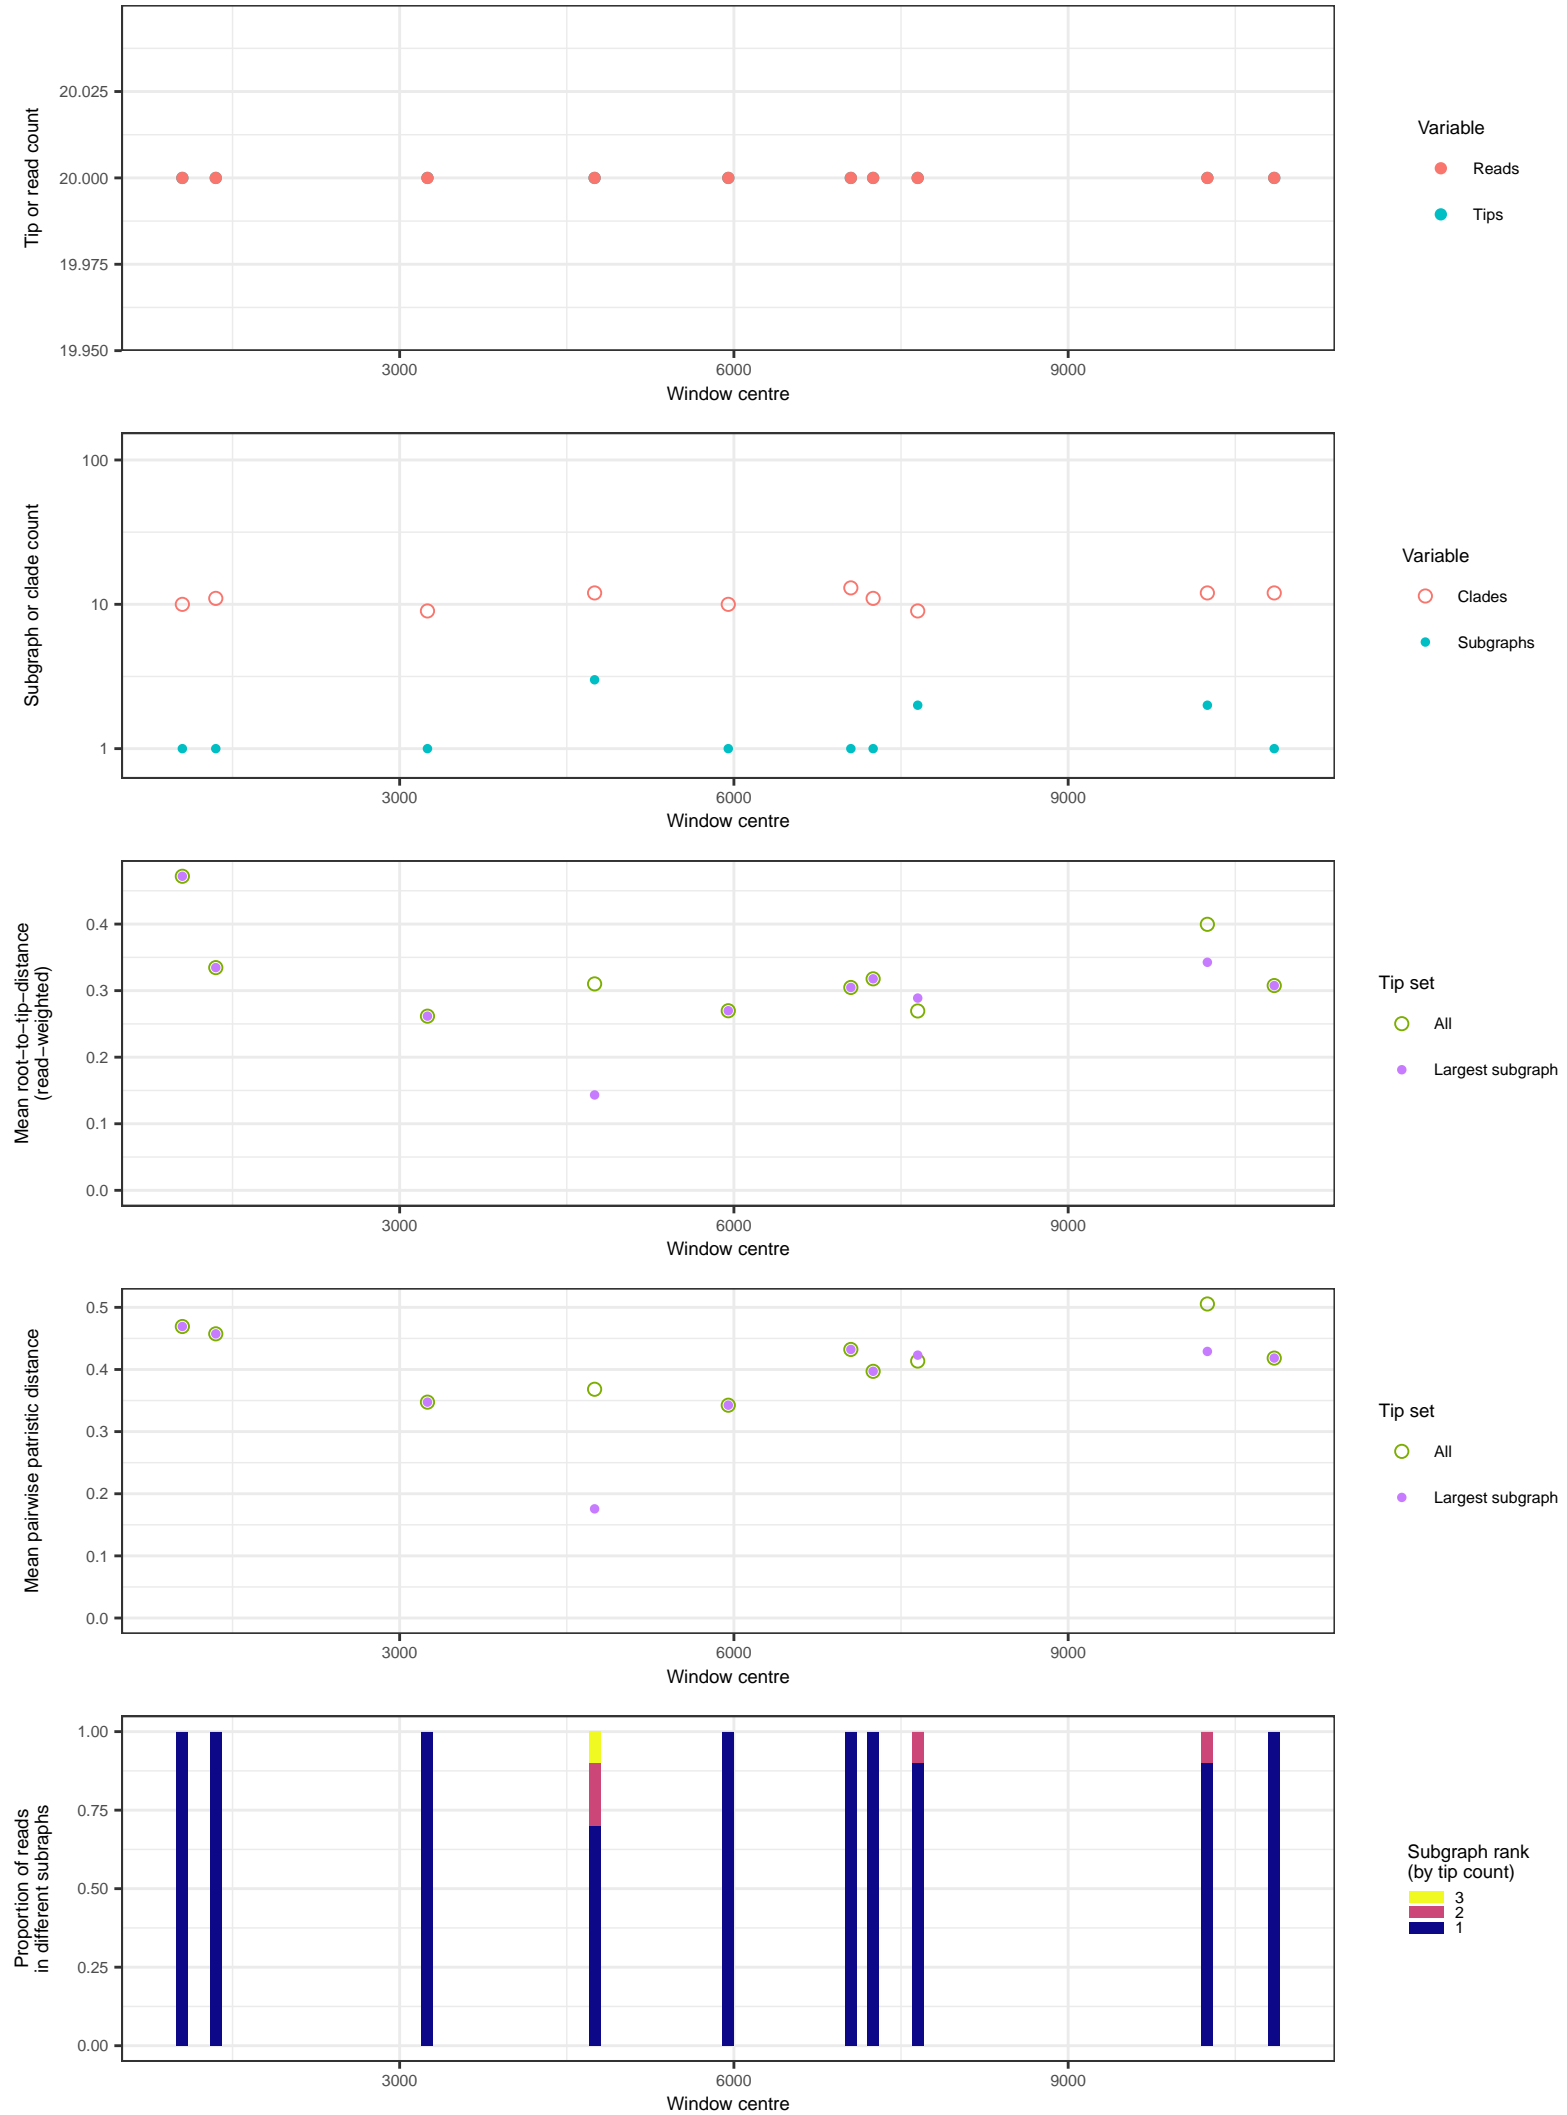 Tip or read count
20.025
20.000
19.975
19.950
3000
6000
9000
Window centre
Variable
Reads
Tips
Subgraph or clade count
100
10
1
3000
6000
9000
Window centre
Variable
Clades
Subgraphs
Mean root−to−tip−distance
(read−weighted)
0.4
0.3
0.2
0.1
0.0
3000
6000
9000
Window centre
Tip set
All
Largest subgraph
Mean pairwise patristic distance
0.5
0.4
0.3
0.2
0.1
0.0
3000
6000
9000
Window centre
Tip set
All
Largest subgraph
Proportion of reads
in different subraphs
1.00
0.75
0.50
0.25
0.00
3000
6000
9000
Window centre
Subgraph rank
(by tip count)
3
2
1